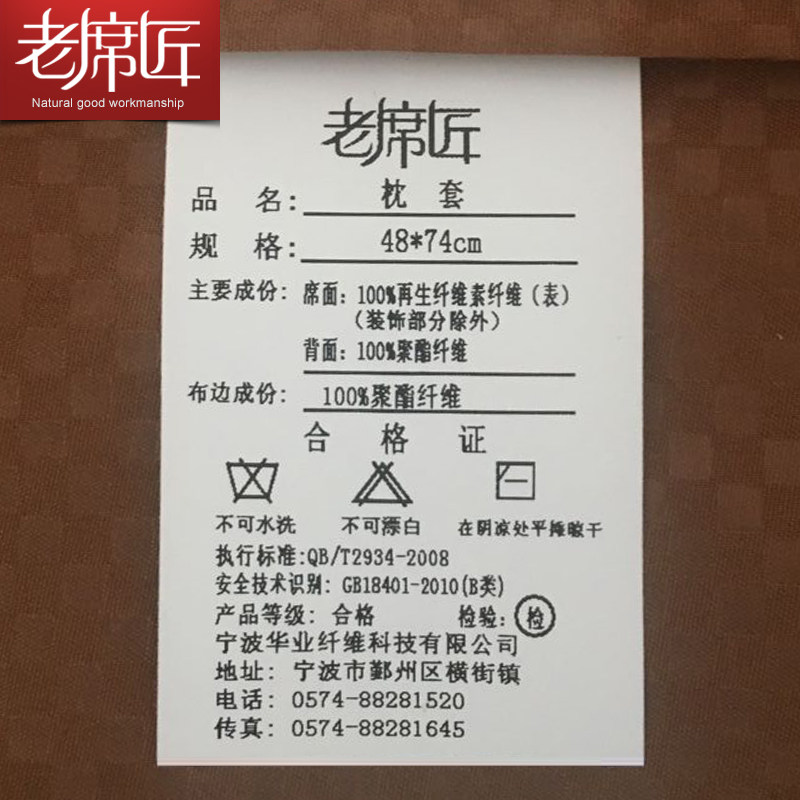 老席匠
Natural good workmanship
老席匠
品 名: 枕 套
规 格: 48*74cm
主要成份: 席面: 100%再生纤维素纤维(表)
(装饰部分除外)
背面: 100%聚酯纤维
布边成份: 100%聚酯纤维
合 格 证
不可水洗 不可漂白 在阴凉处平摊晾干
执行标准:QB/T2934-2008
安全技术识别: GB18401-2010(B类)
产品等级: 合格 检验: 检
宁波华业纤维科技有限公司
地址: 宁波市鄞州区横街镇
电话: 0574-88281520
传真: 0574-88281645